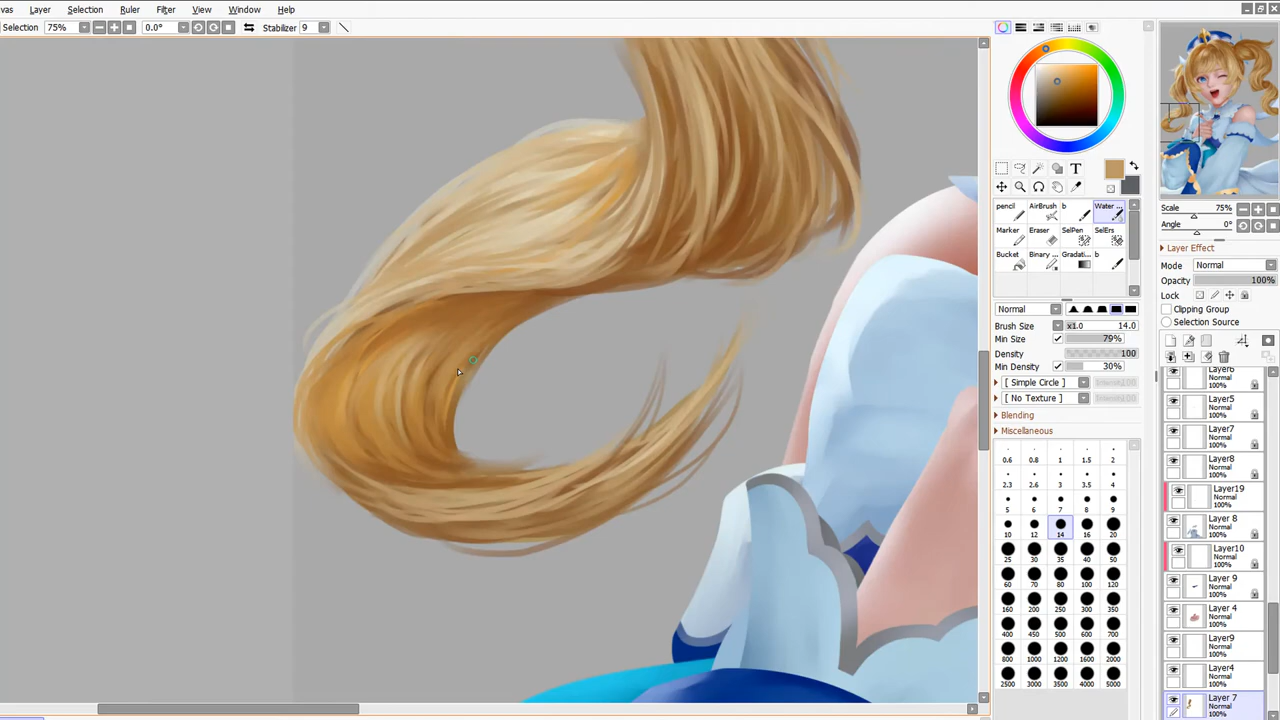 vas Layer Selection Ruler Filter View Window Help
Selection 75% 0.0° Stabilizer 9
T
pencil AirBrush b Water ...
Marker Eraser SelPen SelErs
Bucket Binary ... Gradati... b
Normal
Brush Size x1.0 14.0
Min Size 79%
Density 100
Min Density 30%
[ Simple Circle ]
[ No Texture ]
Blending
Miscellaneous
0.6 0.8 1 1.5 2
2.3 2.6 3 3.5 4
5 6 7 8 9
10 12 14 16 20
25 30 35 40 50
60 70 80 100 120
160 200 250 300 350
400 450 500 600 700
800 1000 1200 1600 2000
2500 3000 3500 4000 5000
Scale 75%
Angle 0°
Layer Effect
Mode Normal
Opacity 100%
Lock
Clipping Group
Selection Source
Layer6
Normal
100%
Layer5
Normal
100%
Layer7
Normal
100%
Layer8
Normal
100%
Layer19
Normal
100%
Layer 8
Normal
100%
Layer10
Normal
100%
Layer 9
Normal
100%
Layer 4
Normal
100%
Layer9
Normal
100%
Layer4
Normal
100%
Layer 7
Normal
100%